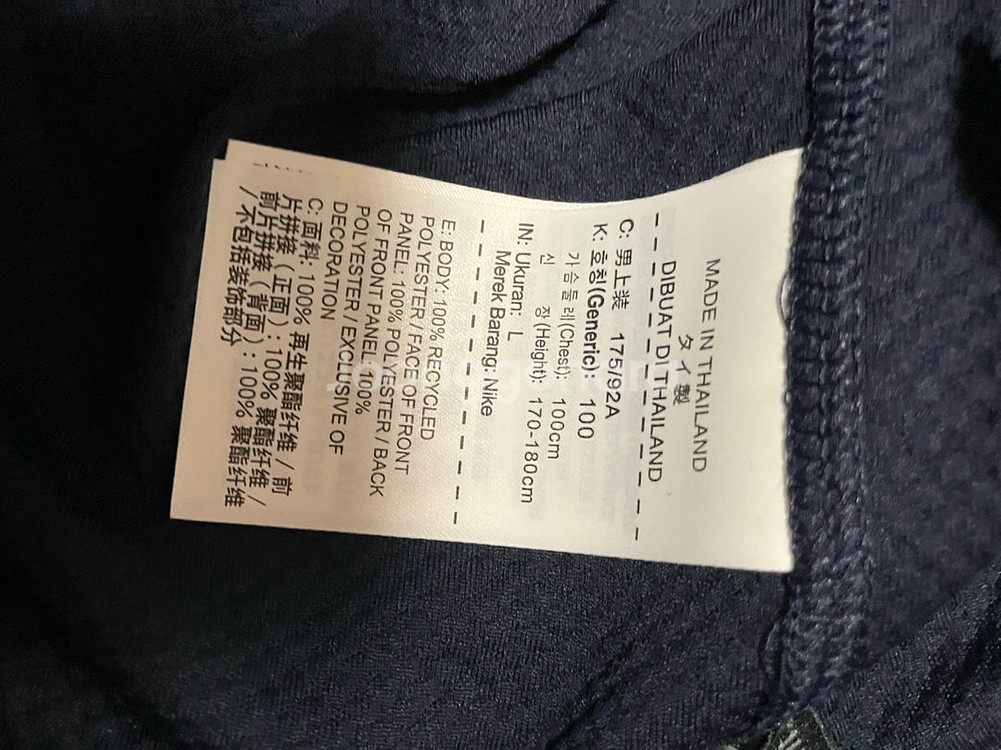 MADE IN THAILAND
タイ製
DIBUAT DI THAILAND
C: 男上装 175/92A
K: 호칭(Generic): 100
가슴둘레(Chest): 100cm
신 장(Height): 170-180cm
IN: Ukuran: L
Merek Barang: Nike
E: BODY: 100% RECYCLED
POLYESTER / FACE OF FRONT
PANEL: 100% POLYESTER / BACK
OF FRONT PANEL: 100%
POLYESTER / EXCLUSIVE OF
DECORATION
C: 面料: 100% 再生聚酯纤维 / 前
片拼接（正面）: 100% 聚酯纤维 /
前片拼接（背面）: 100% 聚酯纤维
/ 不包括装饰部分